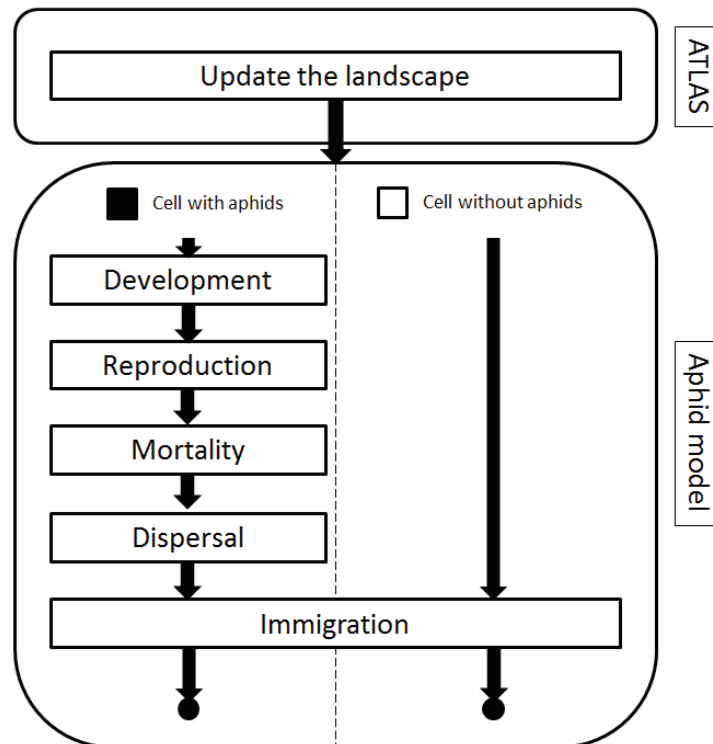 Update the landscape
ATLAS
Cell with aphids
Cell without aphids
Development
Reproduction
Mortality
Dispersal
Immigration
Aphid model